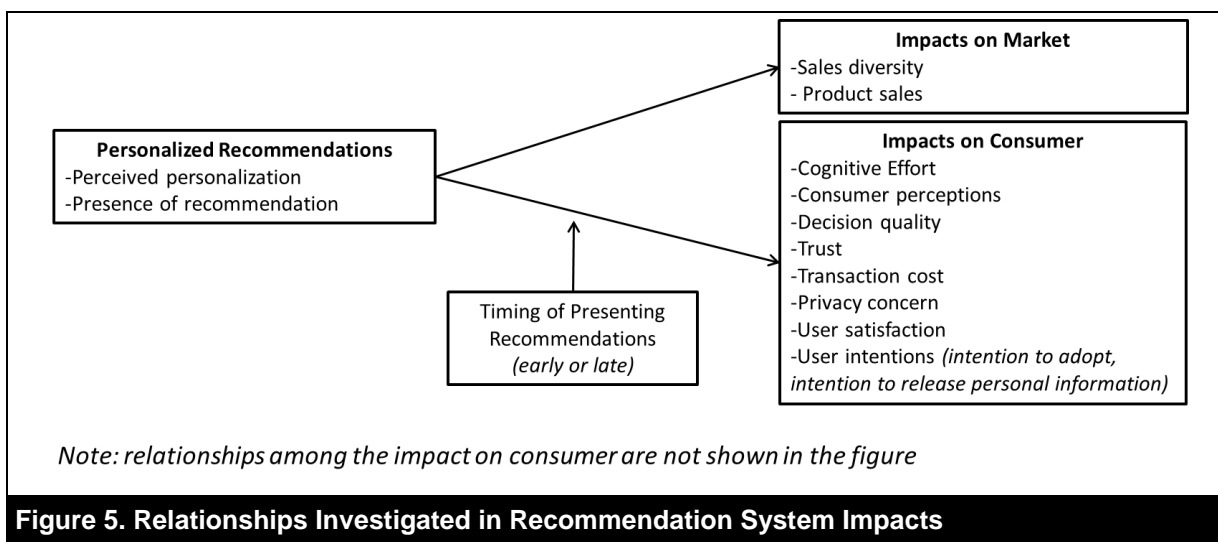 Impacts on Market
-Sales diversity
- Product sales
Personalized Recommendations
-Perceived personalization
-Presence of recommendation
Impacts on Consumer
-Cognitive Effort
-Consumer perceptions
-Decision quality
-Trust
-Transaction cost
-Privacy concern
-User satisfaction
-User intentions (intention to adopt,
intention to release personal information)
Timing of Presenting
Recommendations
(early or late)
Note: relationships among the impact on consumer are not shown in the figure
Figure 5. Relationships Investigated in Recommendation System Impacts